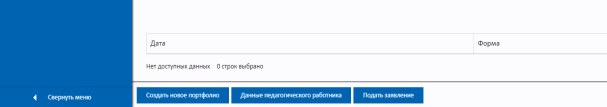 Дата Форма
Нет доступных данных 0 строк выбрано
Свернуть меню Создать новое портфолио Данные педагогического работника Подать заявление